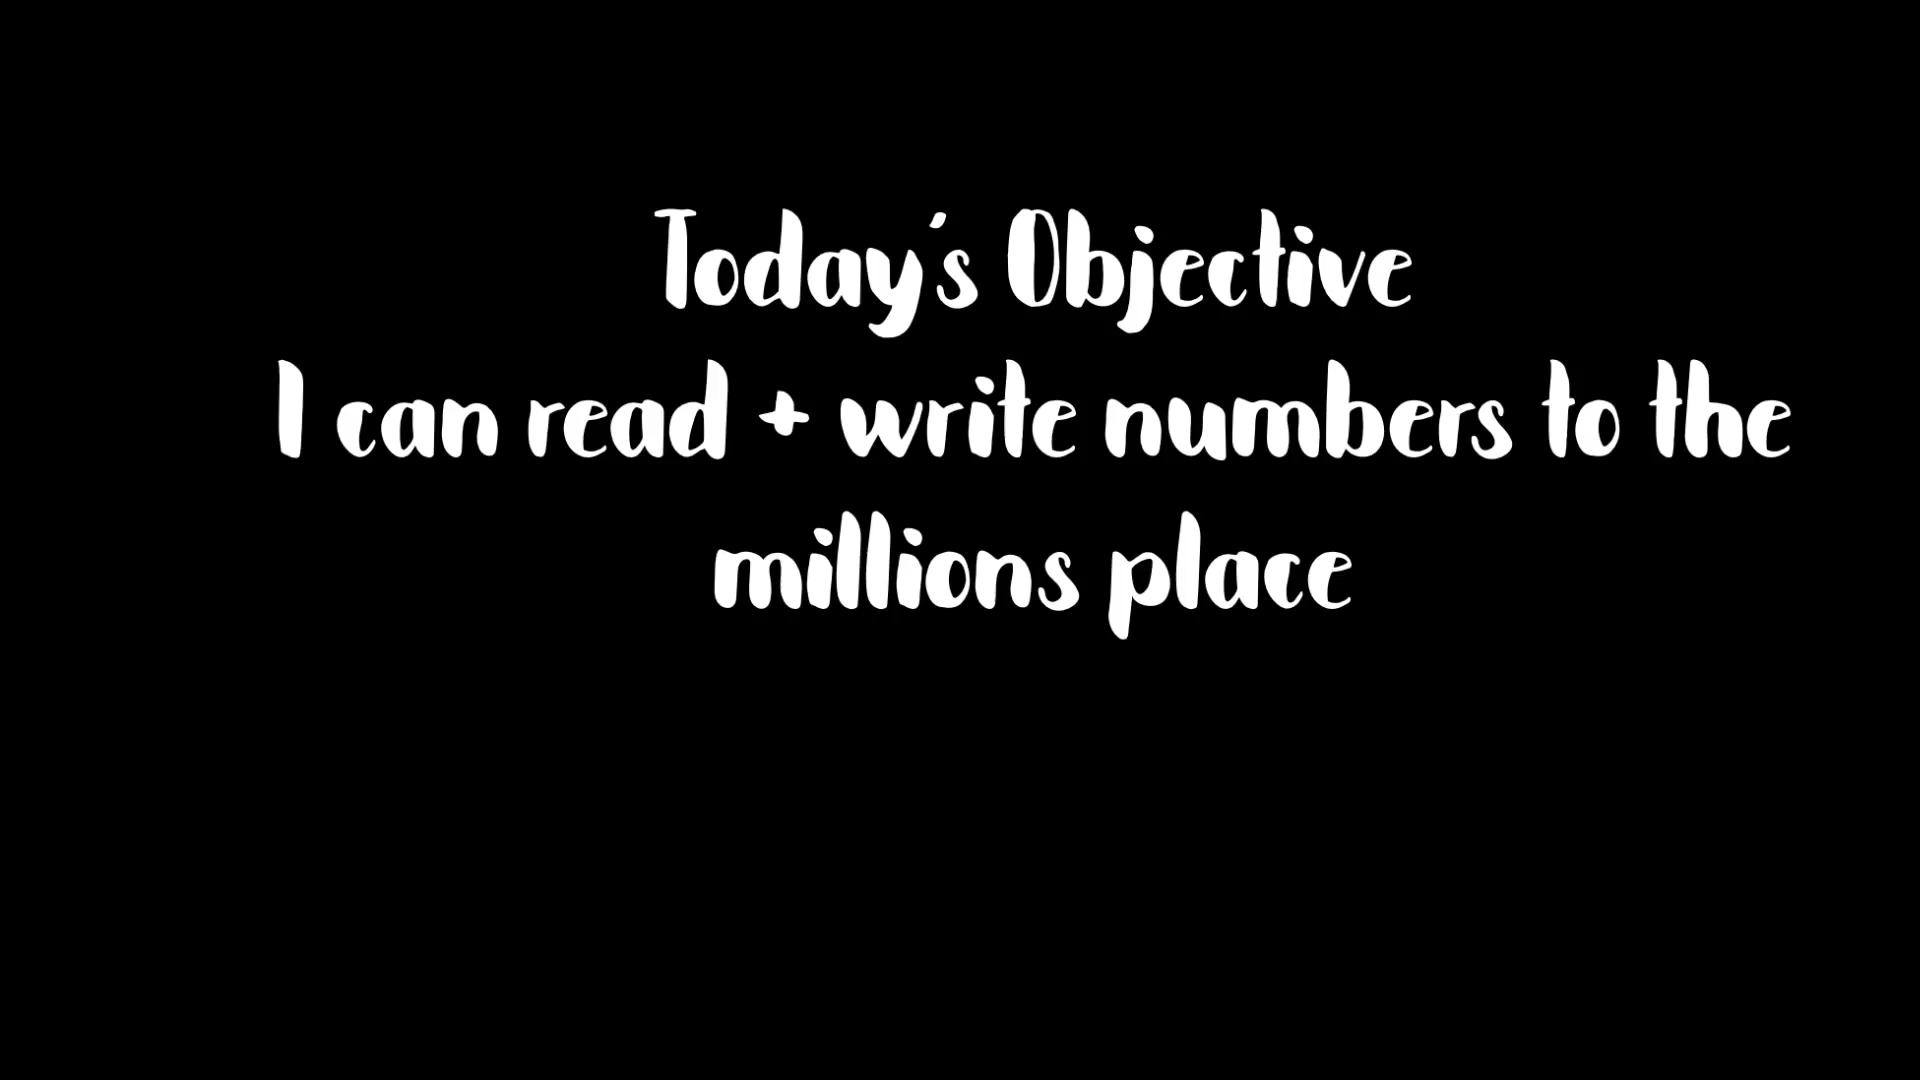 Today's Objective
I can read + write numbers to the
millions place